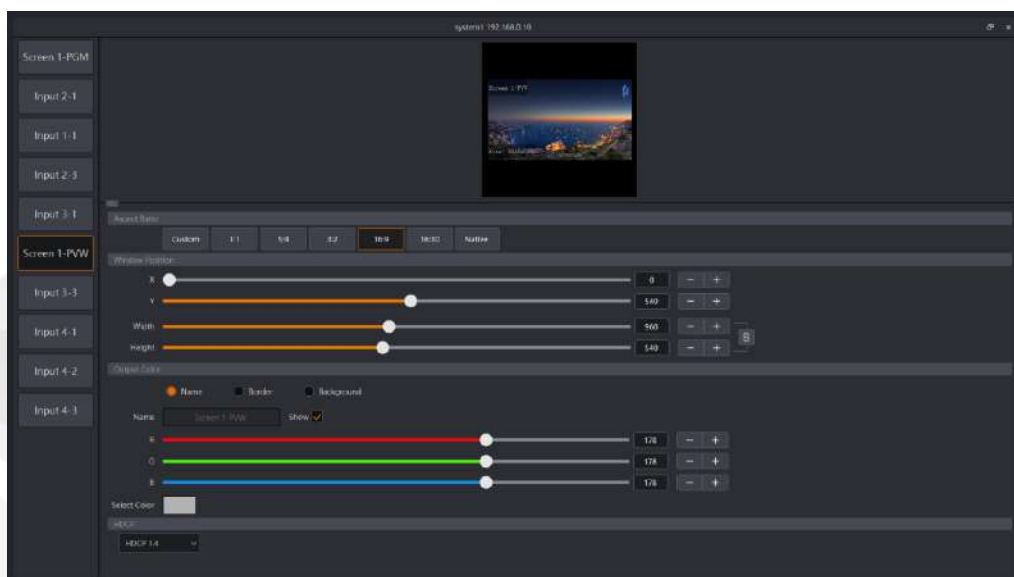 system1 192.168.0.10
Screen 1-PGM
Input 2-1
Input 1-1
Input 2-3
Input 3-1
Screen 1-PVW
Input 3-3
Input 4-1
Input 4-2
Input 4-3
Screen 1-PVW
Aspect Ratio
Custom 1:1 5:4 3:2 16:9 16:10 Native
Window Position
X 0 - +
Y 540 - +
Width 960 - +
Height 540 - +
Output Color
Name Border Background
Name Screen 1-PVW Show
R 178 - +
G 178 - +
B 178 - +
Select Color
HDCP
HDCP 1.4